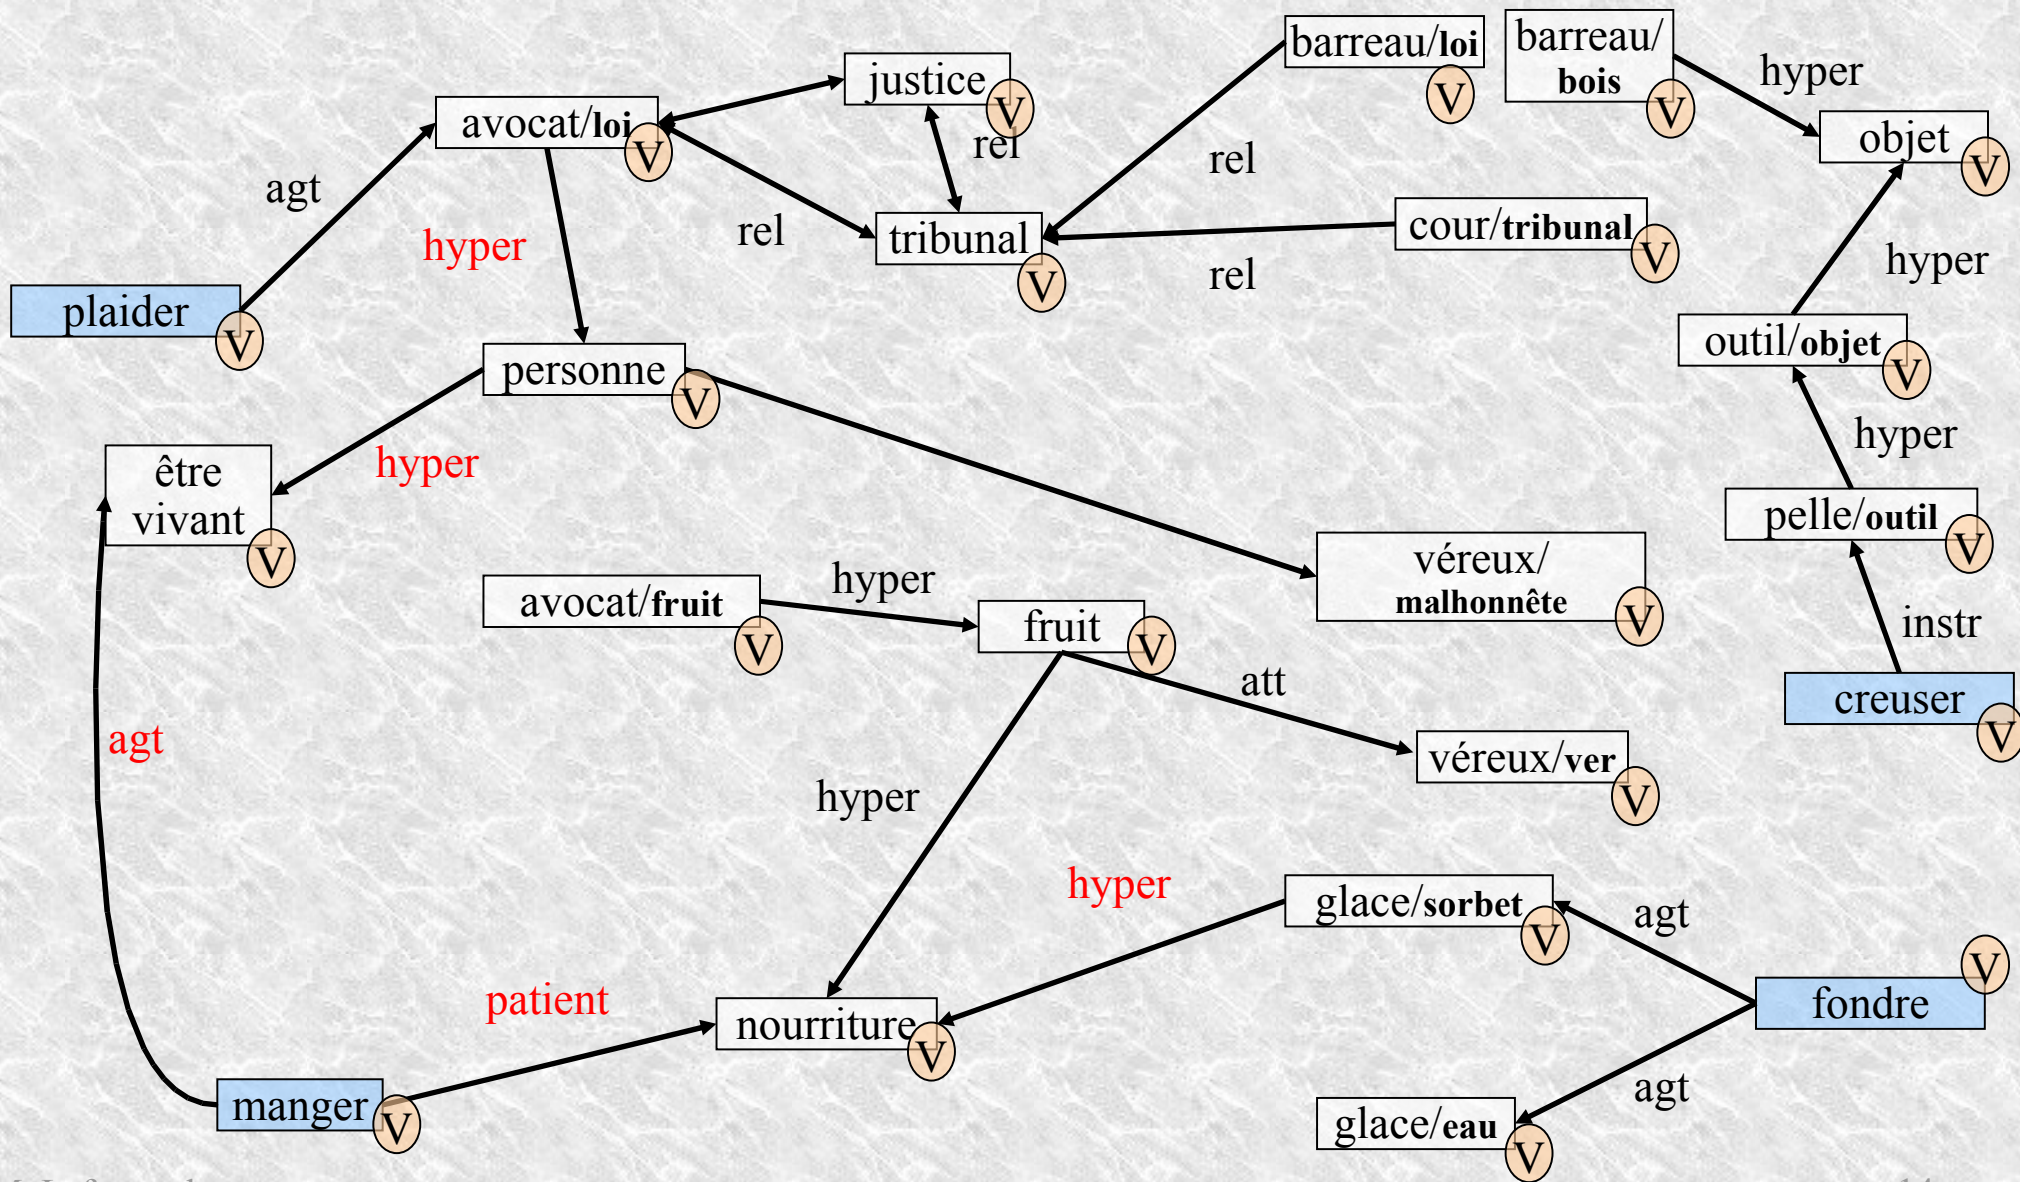 barreau/loi
V
barreau/
bois
V
hyper
justice
V
avocat/loi
V
rel
objet
V
agt
rel
hyper
rel
tribunal
V
cour/tribunal
V
rel
hyper
plaider
V
outil/objet
V
personne
V
hyper
hyper
être
vivant
V
pelle/outil
V
véreux/
malhonnête
V
hyper
avocat/fruit
V
fruit
V
instr
att
creuser
V
agt
véreux/ver
V
hyper
hyper
glace/sorbet
V
agt
V
fondre
patient
nourriture
V
agt
manger
V
glace/eau
V